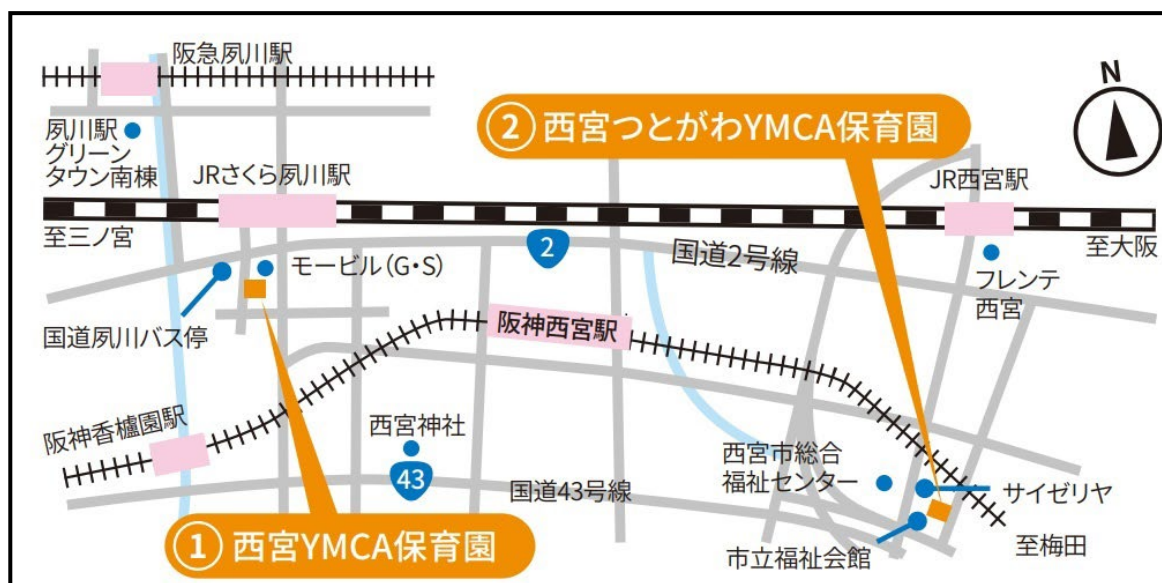 阪急夙川駅
N
②西宮つとがわYMCA保育園
夙川駅
グリーン
タウン南棟
JRさくら夙川駅
JR西宮駅
至三ノ宮
至大阪
2
国道2号線
モービル(G・S)
フレンテ
西宮
国道夙川バス停
阪神西宮駅
阪神香櫨園駅
西宮神社
43
国道43号線
西宮市総合
福祉センター
サイゼリヤ
①西宮YMCA保育園
市立福祉会館
至梅田